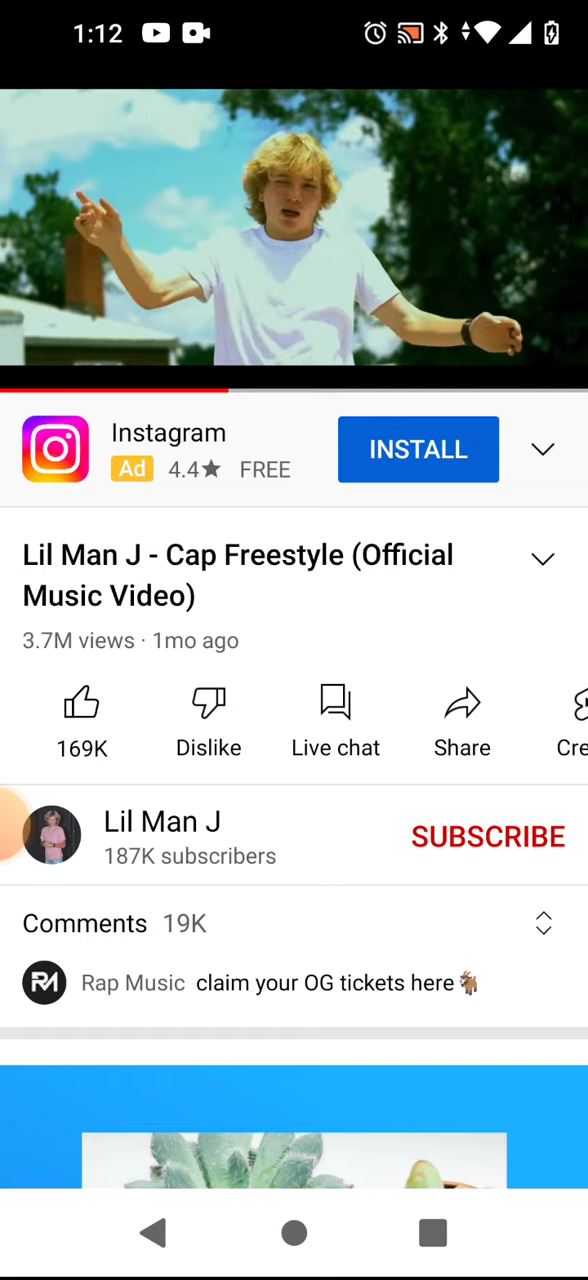 1:12
Instagram
Ad 4.4★ FREE
INSTALL
Lil Man J - Cap Freestyle (Official
Music Video)
3.7M views · 1mo ago
169K
Dislike
Live chat
Share
Cre
Lil Man J
187K subscribers
SUBSCRIBE
Comments 19K
RM
Rap Music claim your OG tickets here🐐